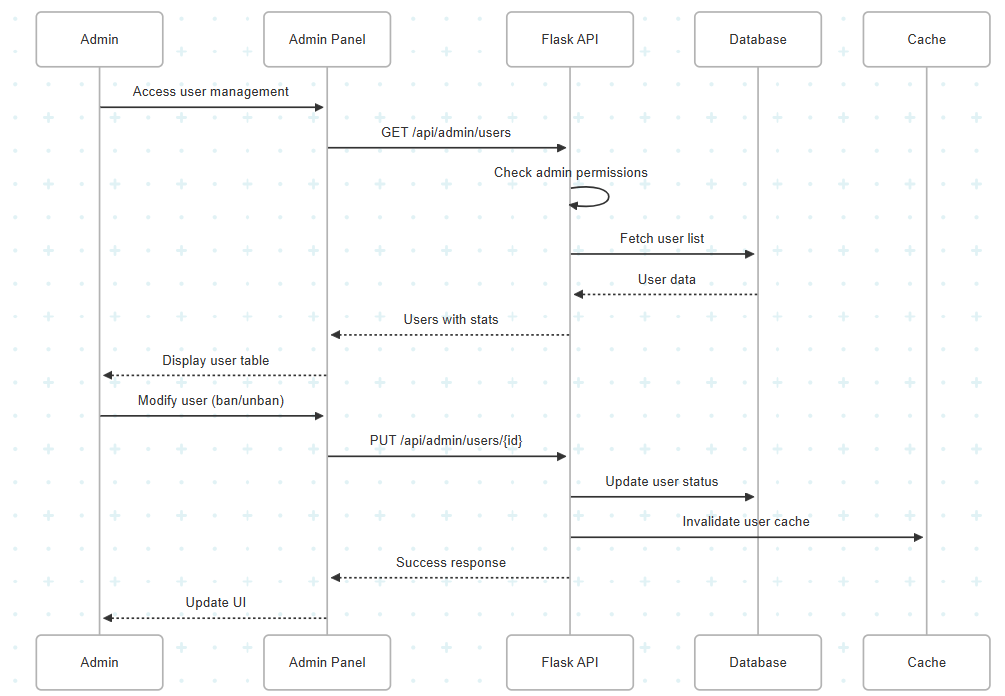 Admin
Admin Panel
Flask API
Database
Cache
Access user management
GET /api/admin/users
Check admin permissions
Fetch user list
User data
Users with stats
Display user table
Modify user (ban/unban)
PUT /api/admin/users/{id}
Update user status
Invalidate user cache
Success response
Update UI
Admin
Admin Panel
Flask API
Database
Cache